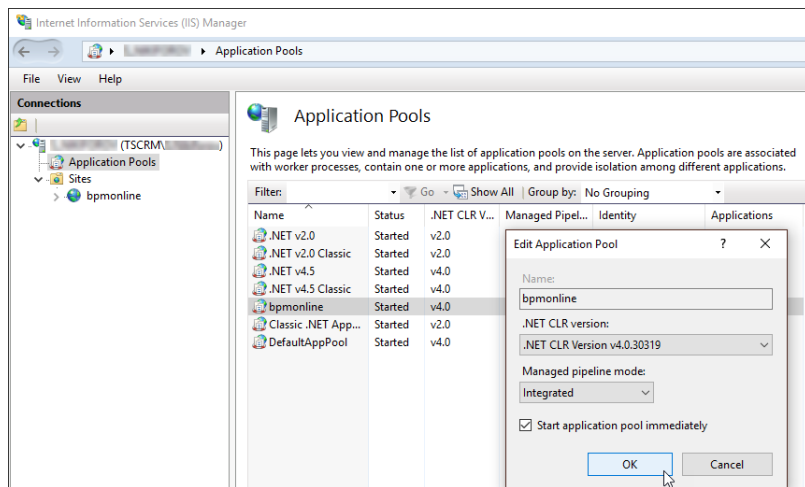 Internet Information Services (IIS) Manager
Application Pools
File View Help
Connections
(TSCRM\ )
Application Pools
Sites
bpmonline
Application Pools
This page lets you view and manage the list of application pools on the server. Application pools are associated
with worker processes, contain one or more applications, and provide isolation among different applications.
Filter: Go Show All Group by: No Grouping
Name Status .NET CLR V... Managed Pipel... Identity Applications
.NET v2.0 Started v2.0
.NET v2.0 Classic Started v2.0
.NET v4.5 Started v4.0
.NET v4.5 Classic Started v4.0
bpmonline Started v4.0
Classic .NET App... Started v2.0
DefaultAppPool Started v4.0
Edit Application Pool ? X
Name:
bpmonline
.NET CLR version:
.NET CLR Version v4.0.30319
Managed pipeline mode:
Integrated
Start application pool immediately
OK Cancel